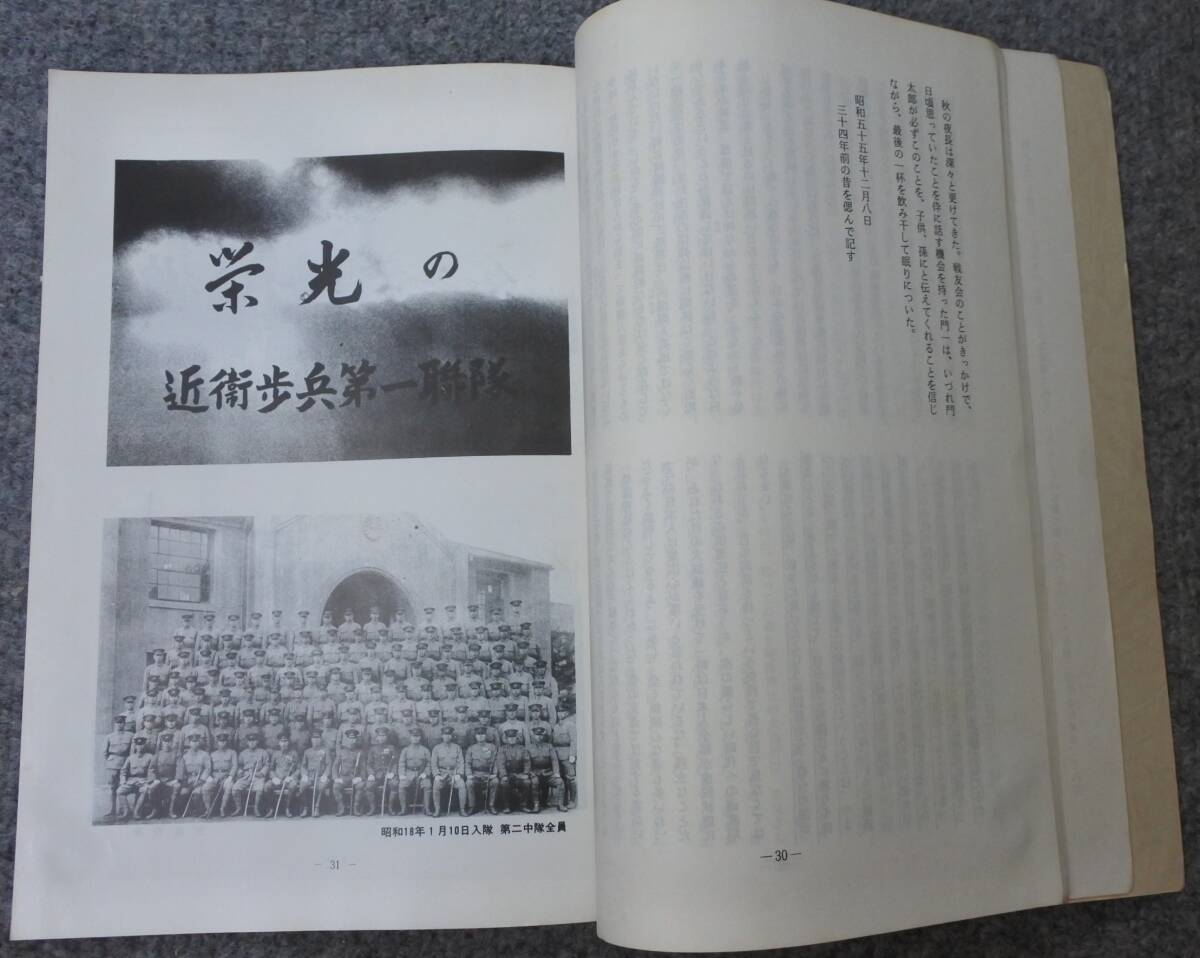 秋の夜長は深々と更けてきた。戦友会のことがきっかけで、
日頃思っていたことを伜に話す機会を持った門一は、いづれ門
太郎が必ずこのことを、子供、孫にと伝えてくれることを信じ
ながら、最後の一杯を飲み干して眠りについた。
昭和五十五年十二月八日
三十四年前の昔を偲んで記す
—30—
栄光の
近衛歩兵第一聯隊
昭和18年1月10日入隊 第二中隊全員
— 31 —